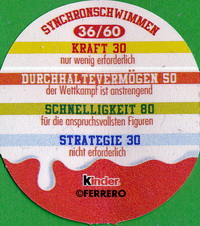 SYNCHRONSCHWIMMEN
36/60
KRAFT 30
nur wenig erforderlich
DURCHHALTEVERMÖGEN 50
der Wettkampf ist anstrengend
SCHNELLIGKEIT 80
für die anspruchsvollsten Figuren
STRATEGIE 30
nicht erforderlich
kinder
©FERRERO